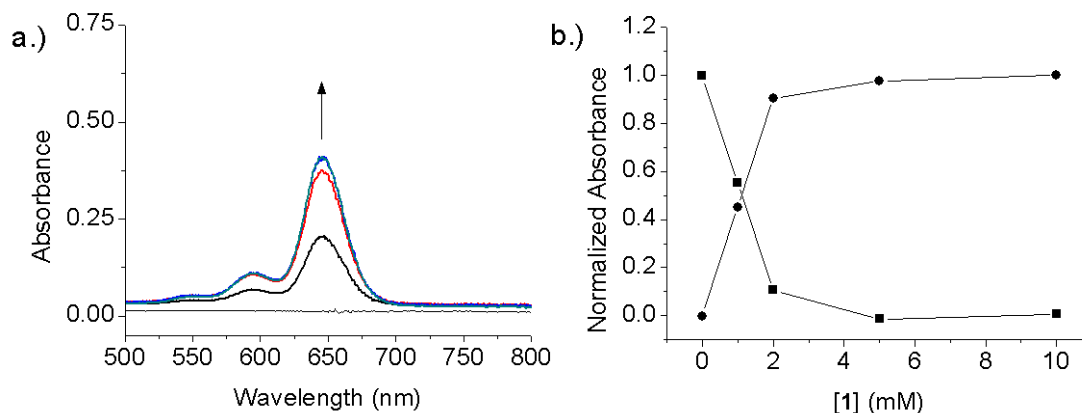 a.)
0.75
0.50
0.25
0.00
Absorbance
500 550 600 650 700 750 800
Wavelength (nm)
b.)
1.2
1.0
0.8
0.6
0.4
0.2
0.0
Normalized Absorbance
0 2 4 6 8 10
[1] (mM)